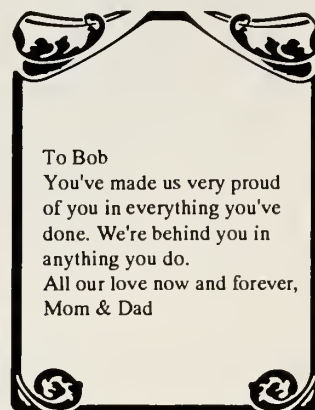 To Bob
You've made us very proud
of you in everything you've
done. We're behind you in
anything you do.
All our love now and forever,
Mom & Dad